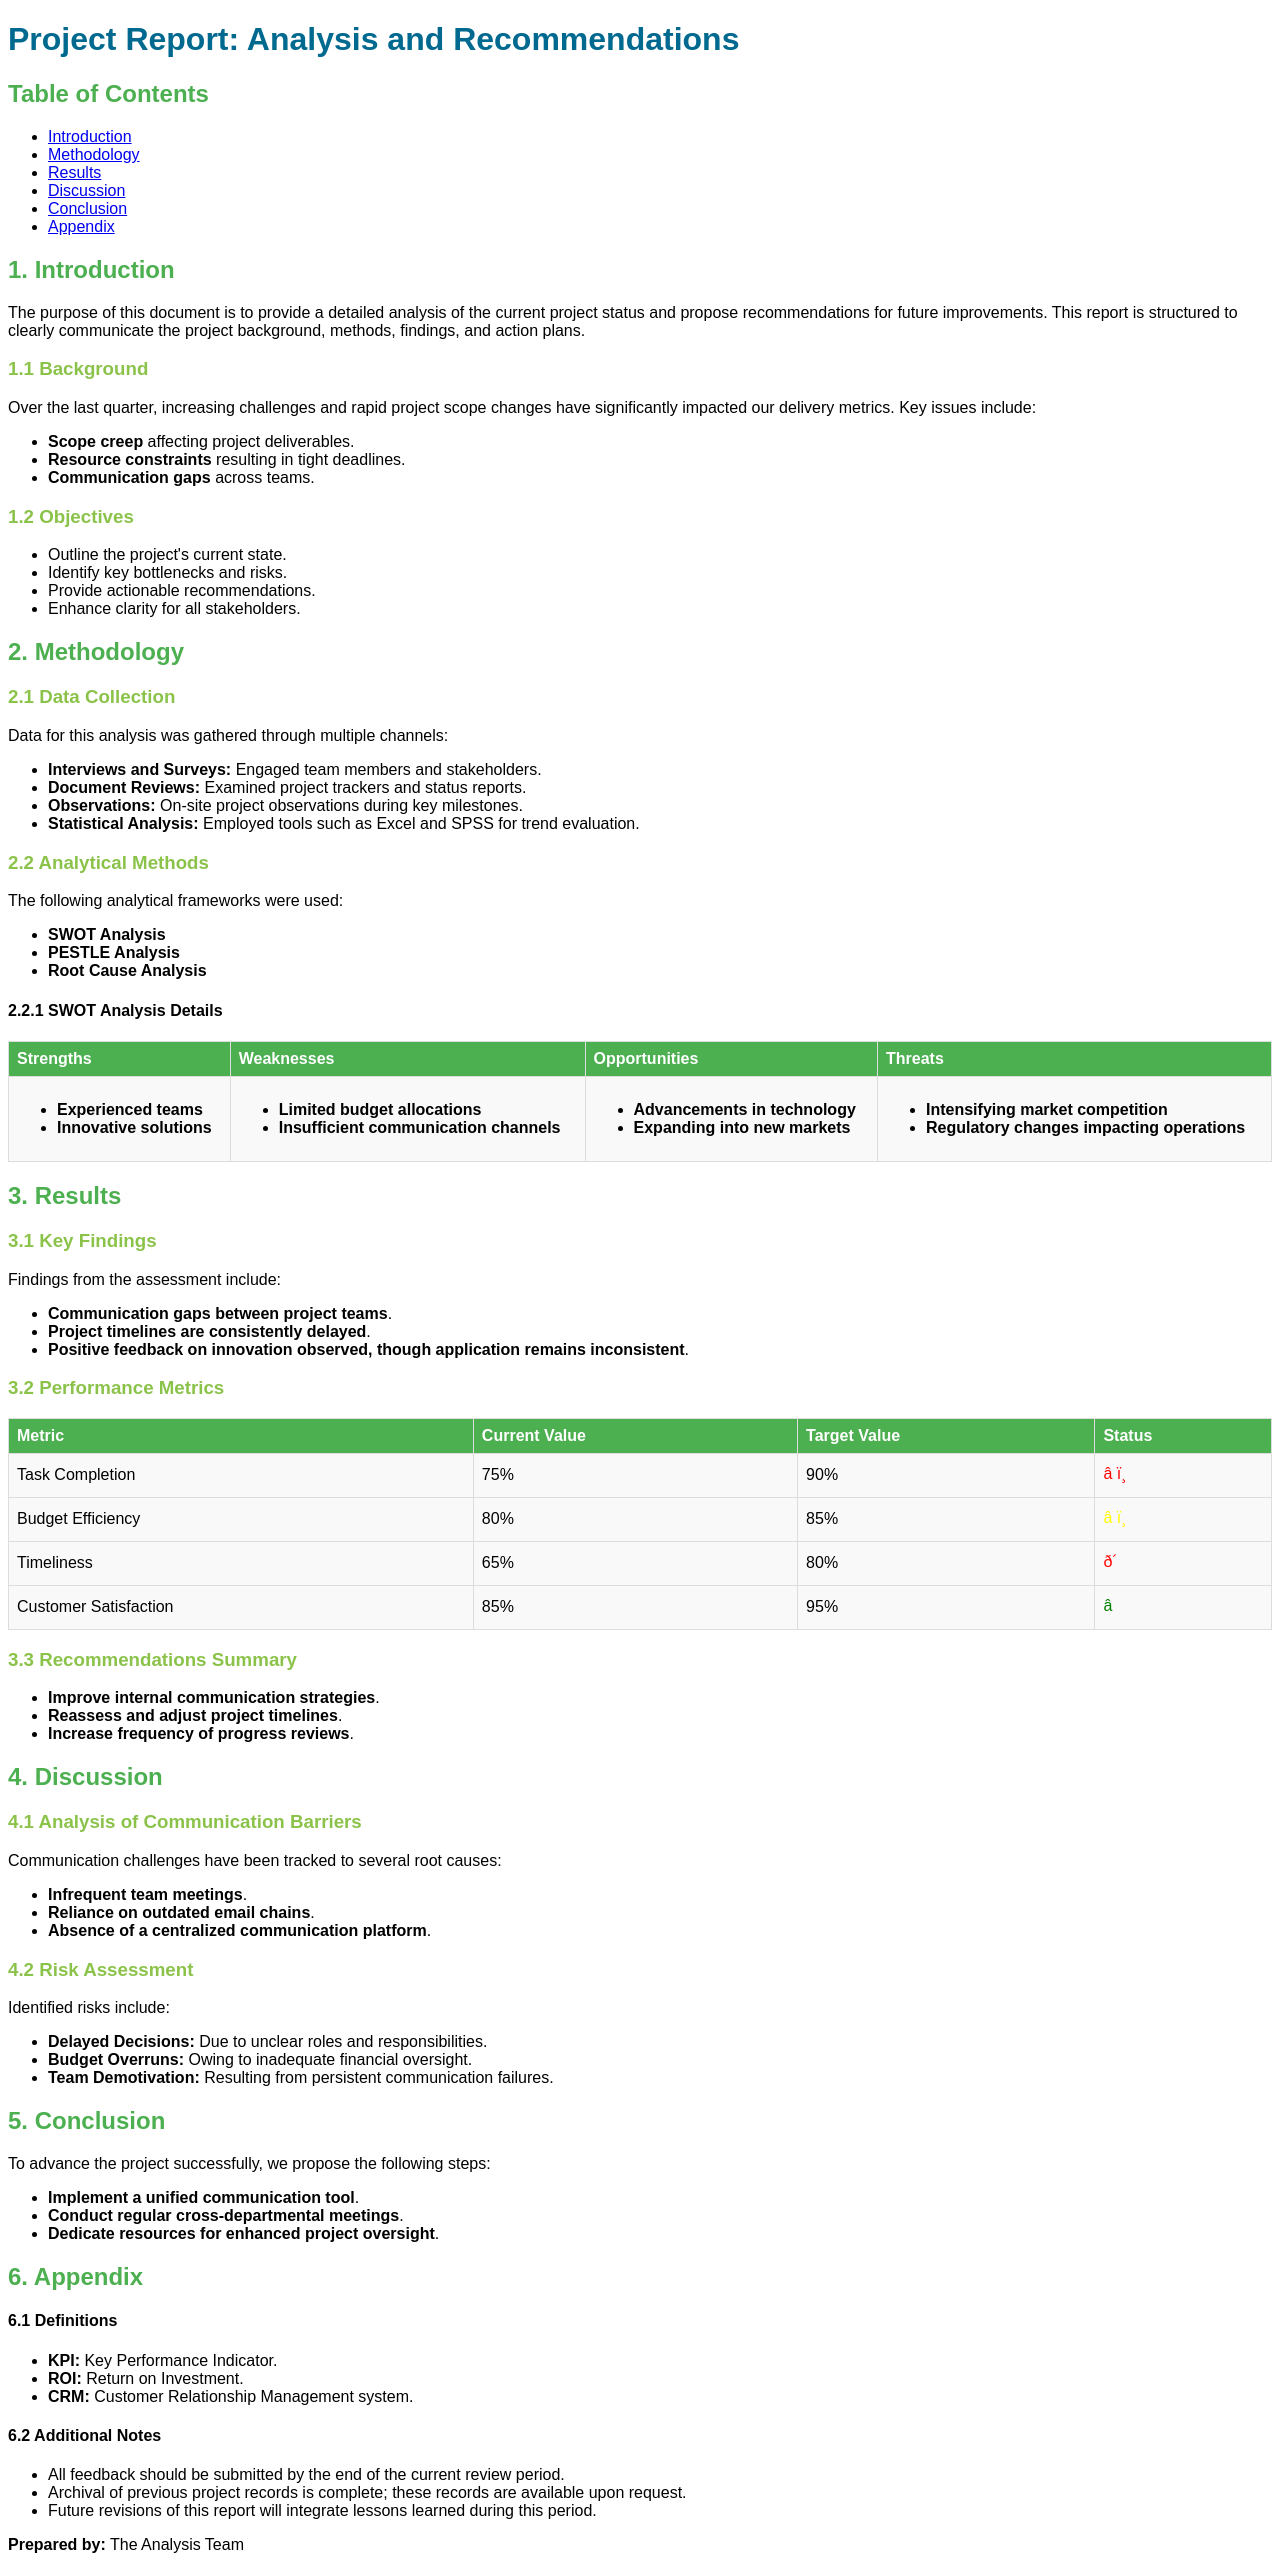 Project Report: Analysis and Recommendations
Table of Contents
Introduction
Methodology
Results
Discussion
Conclusion
Appendix
1. Introduction
The purpose of this document is to provide a detailed analysis of the current project status and propose recommendations for future improvements. This report is structured to
clearly communicate the project background, methods, findings, and action plans.
1.1 Background
Over the last quarter, increasing challenges and rapid project scope changes have significantly impacted our delivery metrics. Key issues include:
Scope creep affecting project deliverables.
Resource constraints resulting in tight deadlines.
Communication gaps across teams.
1.2 Objectives
Outline the project's current state.
Identify key bottlenecks and risks.
Provide actionable recommendations.
Enhance clarity for all stakeholders.
2. Methodology
2.1 Data Collection
Data for this analysis was gathered through multiple channels:
Interviews and Surveys: Engaged team members and stakeholders.
Document Reviews: Examined project trackers and status reports.
Observations: On-site project observations during key milestones.
Statistical Analysis: Employed tools such as Excel and SPSS for trend evaluation.
2.2 Analytical Methods
The following analytical frameworks were used:
SWOT Analysis
PESTLE Analysis
Root Cause Analysis
2.2.1 SWOT Analysis Details
Strengths Weaknesses Opportunities Threats
Experienced teams Limited budget allocations Advancements in technology Intensifying market competition
Innovative solutions Insufficient communication channels Expanding into new markets Regulatory changes impacting operations
3. Results
3.1 Key Findings
Findings from the assessment include:
Communication gaps between project teams.
Project timelines are consistently delayed.
Positive feedback on innovation observed, though application remains inconsistent.
3.2 Performance Metrics
Metric Current Value Target Value Status
Task Completion 75% 90% â ï¸
Budget Efficiency 80% 85% â ï¸
Timeliness 65% 80% ð´
Customer Satisfaction 85% 95% â
3.3 Recommendations Summary
Improve internal communication strategies.
Reassess and adjust project timelines.
Increase frequency of progress reviews.
4. Discussion
4.1 Analysis of Communication Barriers
Communication challenges have been tracked to several root causes:
Infrequent team meetings.
Reliance on outdated email chains.
Absence of a centralized communication platform.
4.2 Risk Assessment
Identified risks include:
Delayed Decisions: Due to unclear roles and responsibilities.
Budget Overruns: Owing to inadequate financial oversight.
Team Demotivation: Resulting from persistent communication failures.
5. Conclusion
To advance the project successfully, we propose the following steps:
Implement a unified communication tool.
Conduct regular cross-departmental meetings.
Dedicate resources for enhanced project oversight.
6. Appendix
6.1 Definitions
KPI: Key Performance Indicator.
ROI: Return on Investment.
CRM: Customer Relationship Management system.
6.2 Additional Notes
All feedback should be submitted by the end of the current review period.
Archival of previous project records is complete; these records are available upon request.
Future revisions of this report will integrate lessons learned during this period.
Prepared by: The Analysis Team